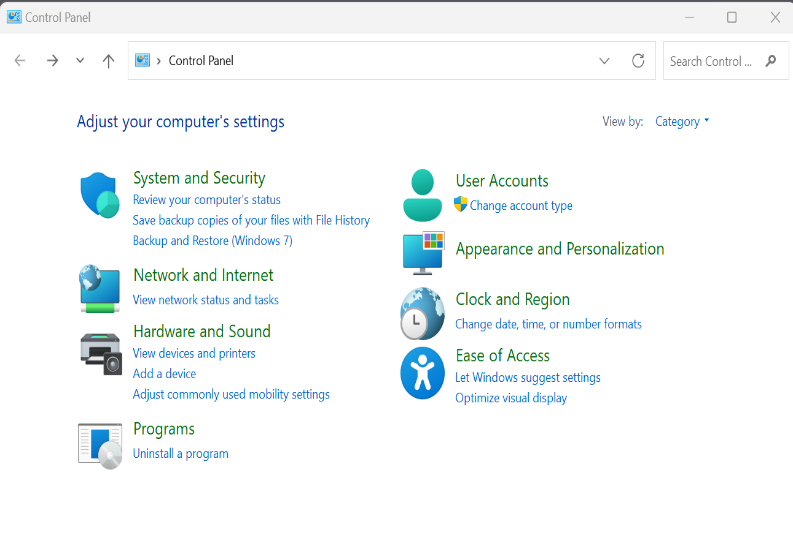 Control Panel
Control Panel
Search Control ...
Adjust your computer's settings
View by: Category
System and Security
Review your computer's status
Save backup copies of your files with File History
Backup and Restore (Windows 7)
Network and Internet
View network status and tasks
Hardware and Sound
View devices and printers
Add a device
Adjust commonly used mobility settings
Programs
Uninstall a program
User Accounts
Change account type
Appearance and Personalization
Clock and Region
Change date, time, or number formats
Ease of Access
Let Windows suggest settings
Optimize visual display